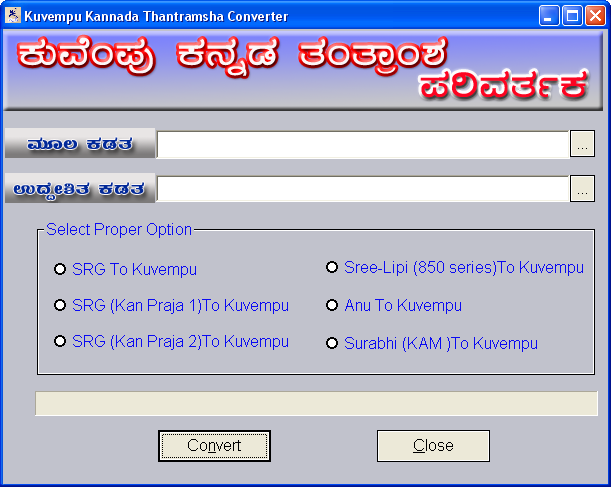 Kuvempu Kannada Thantramsha Converter
ಕುವೆಂಪು ಕನ್ನಡ ತಂತ್ರಾಂಶ
ಪರಿವರ್ತಕ
ಮೂಲ ಕಡತ
...
ಉದ್ದೇಶಿತ ಕಡತ
...
Select Proper Option
SRG To Kuvempu
Sree-Lipi (850 series)To Kuvempu
SRG (Kan Praja 1)To Kuvempu
Anu To Kuvempu
SRG (Kan Praja 2)To Kuvempu
Surabhi (KAM )To Kuvempu
Convert
Close